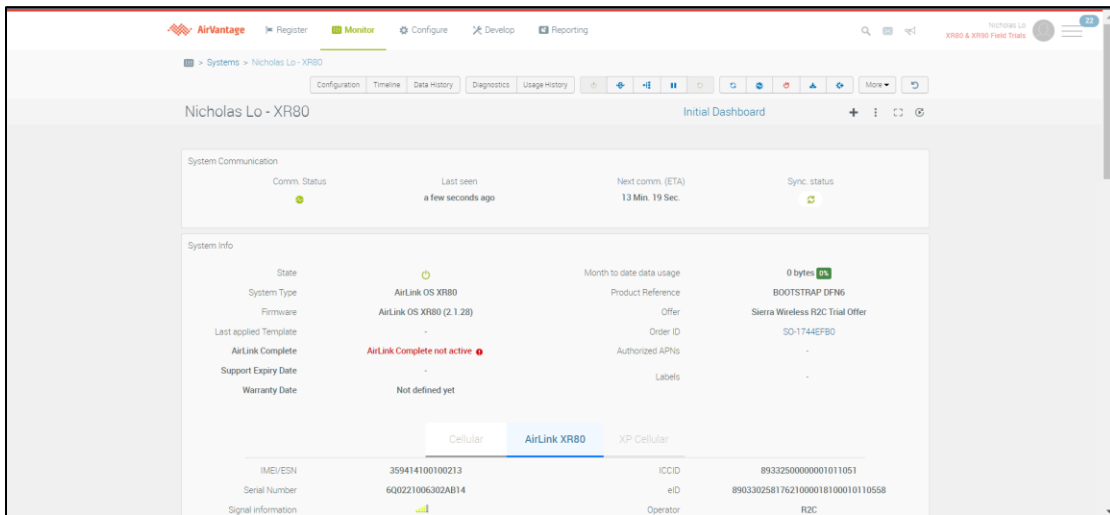 AirVantage Register Monitor Configure Develop Reporting Nicholas Lo 22
XR80 & XR90 Field Trials
> Systems > Nicholas Lo - XR80
Configuration Timeline Data History Diagnostics Usage History More
Nicholas Lo - XR80 Initial Dashboard
System Communication
Comm. Status Last seen Next comm. (ETA) Sync. status
a few seconds ago 13 Min. 19 Sec.
System Info
State Month to date data usage 0 bytes 0%
System Type AirLink OS XR80 Product Reference BOOTSTRAP DFN6
Firmware AirLink OS XR80 (2.1.28) Offer Sierra Wireless R2C Trial Offer
Last applied Template - Order ID SO-1744EFB0
AirLink Complete AirLink Complete not active Authorized APNs -
Support Expiry Date - Labels -
Warranty Date Not defined yet
Cellular AirLink XR80 XP Cellular
IMEI/ESN 359414100100213 ICCID 89332500000001011051
Serial Number 6Q0221006302AB14 eID 89033025817621000018100010110558
Signal information Operator R2C